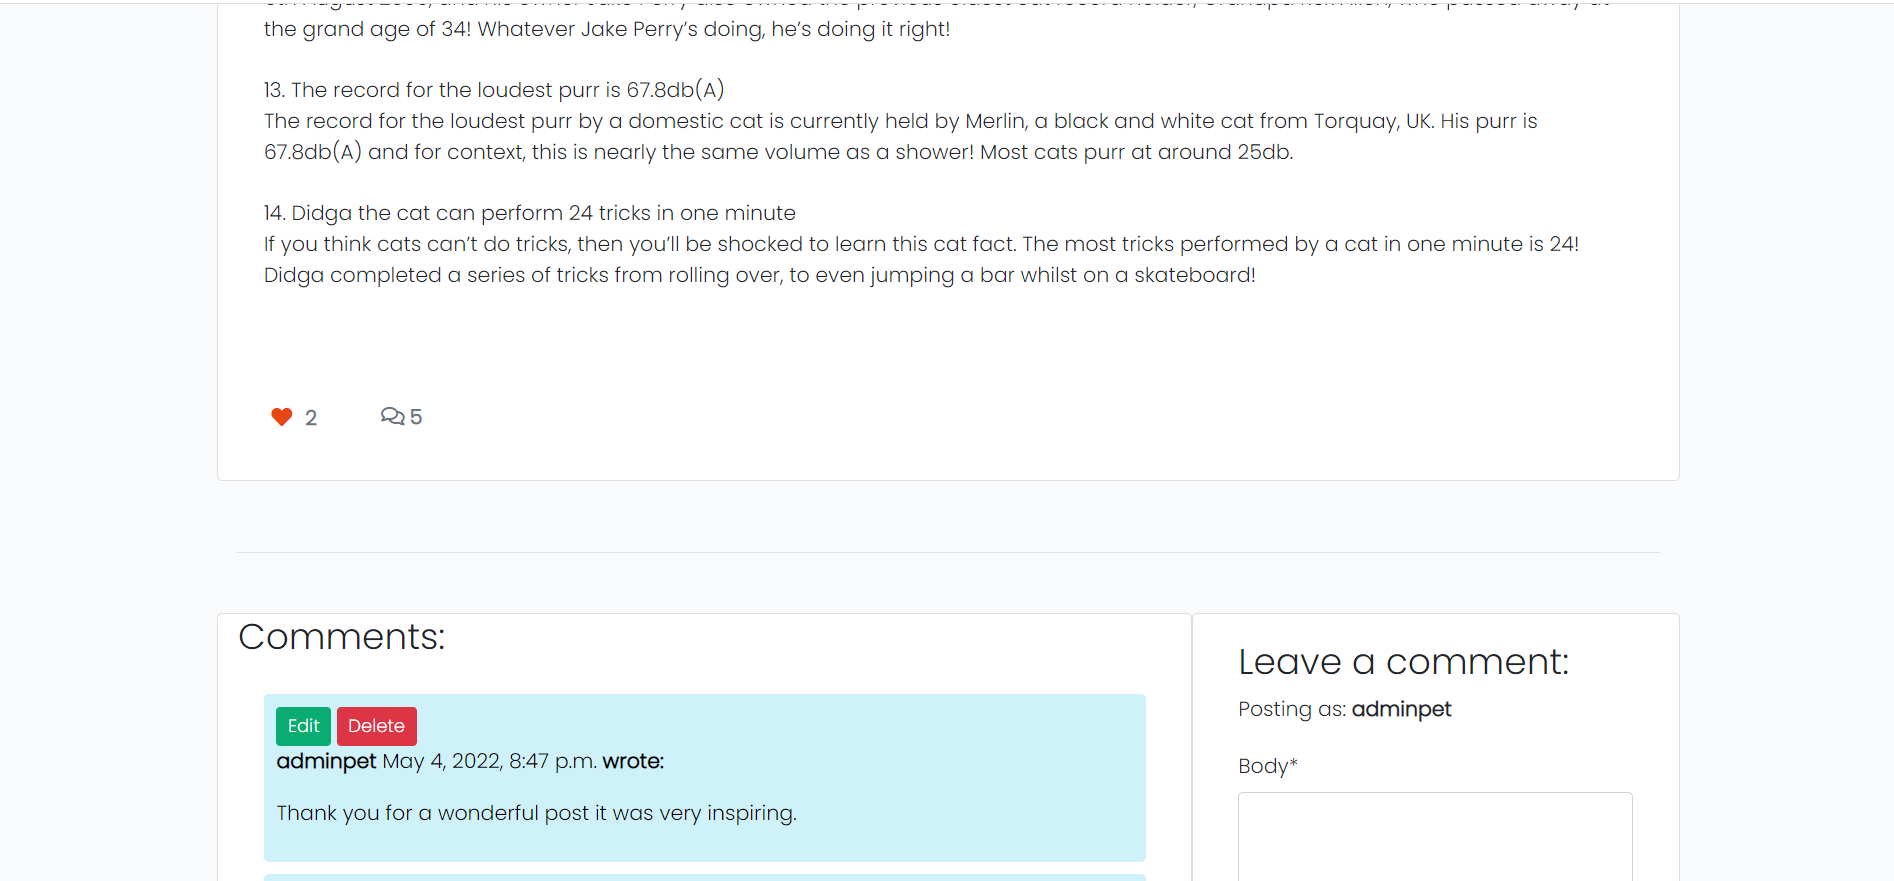 the grand age of 34! Whatever Jake Perry’s doing, he’s doing it right!
13. The record for the loudest purr is 67.8db(A)
The record for the loudest purr by a domestic cat is currently held by Merlin, a black and white cat from Torquay, UK. His purr is
67.8db(A) and for context, this is nearly the same volume as a shower! Most cats purr at around 25db.
14. Didga the cat can perform 24 tricks in one minute
If you think cats can’t do tricks, then you’ll be shocked to learn this cat fact. The most tricks performed by a cat in one minute is 24!
Didga completed a series of tricks from rolling over, to even jumping a bar whilst on a skateboard!
2 5
Comments:
Edit Delete
adminpet May 4, 2022, 8:47 p.m. wrote:
Thank you for a wonderful post it was very inspiring.
Leave a comment:
Posting as: adminpet
Body*